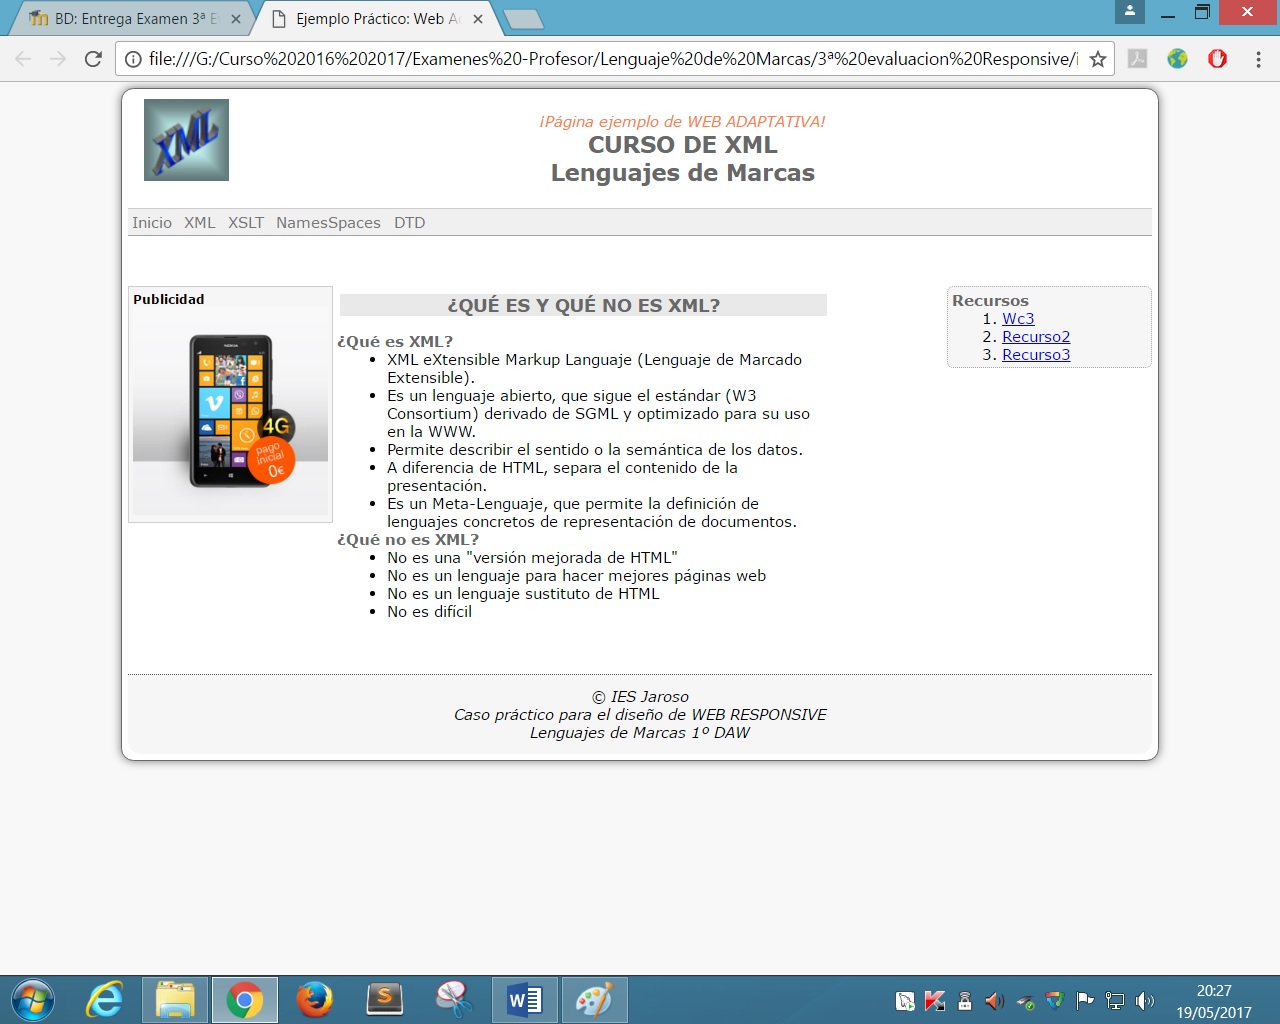 BD: Entrega Examen 3ª E
Ejemplo Práctico: Web A
file:///G:/Curso%202016%202017/Examenes%20-Profesor/Lenguaje%20de%20Marcas/3ª%20evaluacion%20Responsive/
XML
¡Página ejemplo de WEB ADAPTATIVA!
CURSO DE XML
Lenguajes de Marcas
Inicio XML XSLT NamesSpaces DTD
Publicidad
NOKIA
4G
pago
inicial
0€
¿QUÉ ES Y QUÉ NO ES XML?
¿Qué es XML?
• XML eXtensible Markup Languaje (Lenguaje de Marcado
Extensible).
• Es un lenguaje abierto, que sigue el estándar (W3
Consortium) derivado de SGML y optimizado para su uso
en la WWW.
• Permite describir el sentido o la semántica de los datos.
• A diferencia de HTML, separa el contenido de la
presentación.
• Es un Meta-Lenguaje, que permite la definición de
lenguajes concretos de representación de documentos.
¿Qué no es XML?
• No es una "versión mejorada de HTML"
• No es un lenguaje para hacer mejores páginas web
• No es un lenguaje sustituto de HTML
• No es difícil
Recursos
1. Wc3
2. Recurso2
3. Recurso3
© IES Jaroso
Caso práctico para el diseño de WEB RESPONSIVE
Lenguajes de Marcas 1º DAW
20:27
19/05/2017